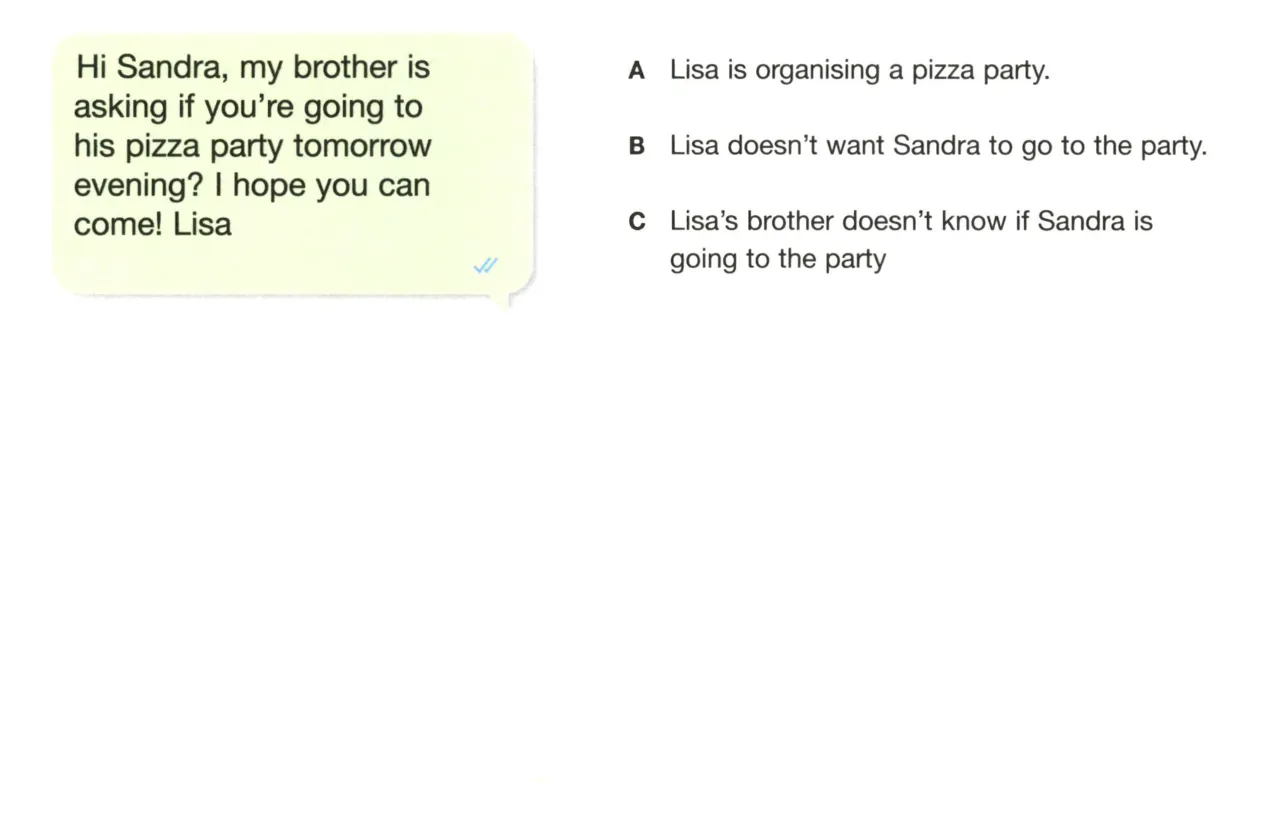 Hi Sandra, my brother is
asking if you're going to
his pizza party tomorrow
evening? I hope you can
come! Lisa
A Lisa is organising a pizza party.
B Lisa doesn't want Sandra to go to the party.
C Lisa's brother doesn't know if Sandra is
going to the party